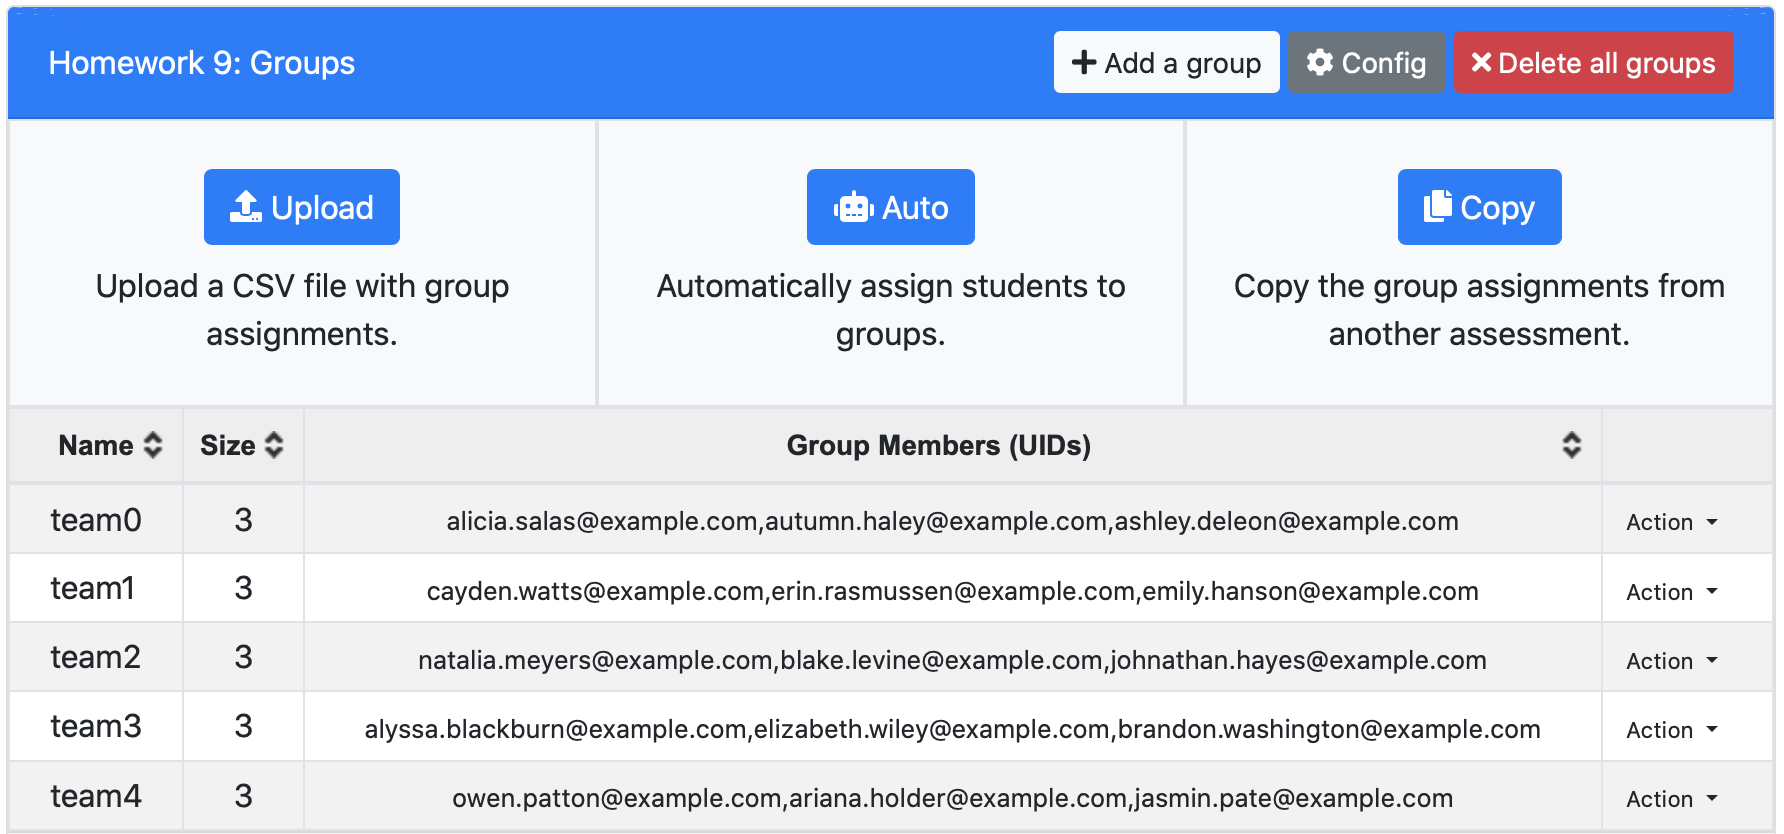 Homework 9: Groups
Add a group
Config
Delete all groups
Upload
Auto
Copy
Upload a CSV file with group
assignments.
Automatically assign students to
groups.
Copy the group assignments from
another assessment.
Name Size Group Members (UIDs)
team0 3 alicia.salas@example.com,autumn.haley@example.com,ashley.deleon@example.com Action
team1 3 cayden.watts@example.com,erin.rasmussen@example.com,emily.hanson@example.com Action
team2 3 natalia.meyers@example.com,blake.levine@example.com,johnathan.hayes@example.com Action
team3 3 alyssa.blackburn@example.com,elizabeth.wiley@example.com,brandon.washington@example.com Action
team4 3 owen.patton@example.com,ariana.holder@example.com,jasmin.pate@example.com Action